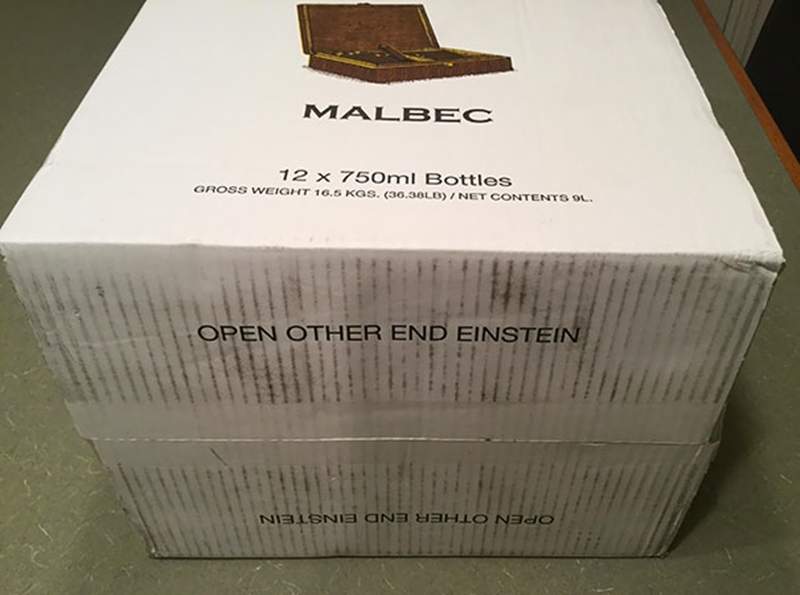 MALBEC
12 x 750ml Bottles
GROSS WEIGHT 16.5 KGS. (36.38LB) / NET CONTENTS 9L.
OPEN OTHER END EINSTEIN
OPEN OTHER END EINSTEIN